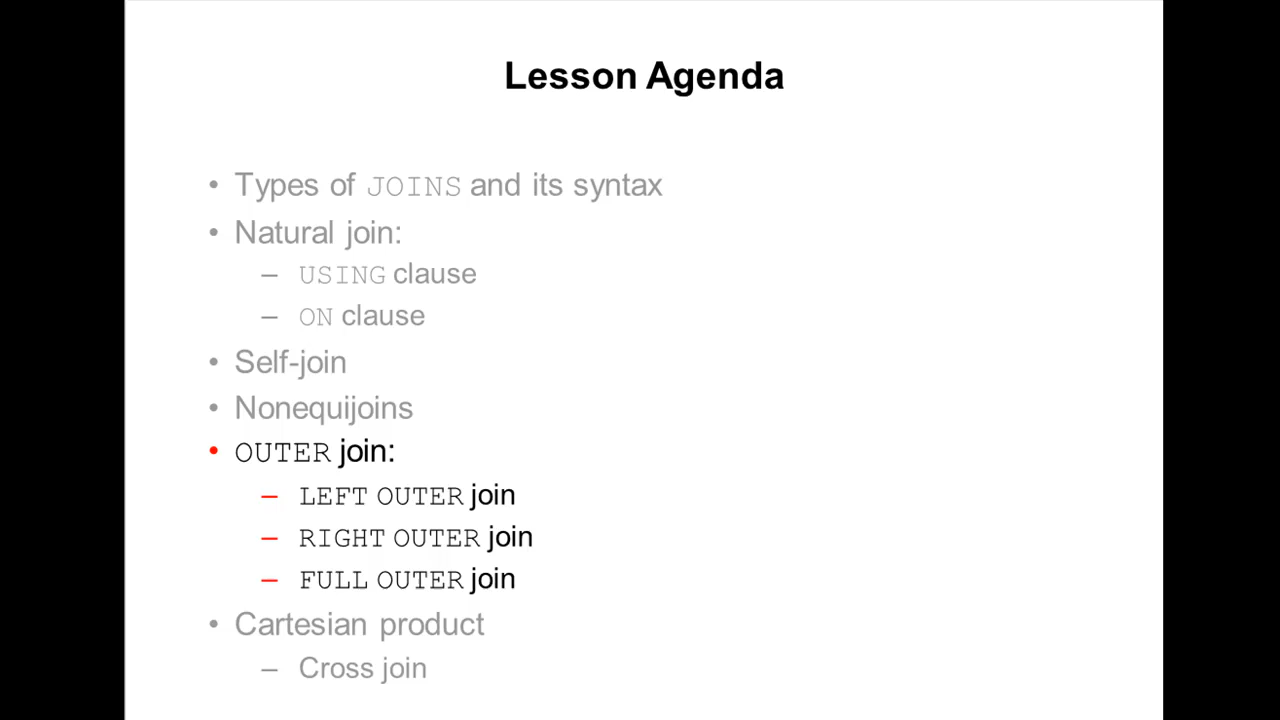 Lesson Agenda
• Types of JOINS and its syntax
• Natural join:
– USING clause
– ON clause
• Self-join
• Nonequijoins
• OUTER join:
– LEFT OUTER join
– RIGHT OUTER join
– FULL OUTER join
• Cartesian product
– Cross join